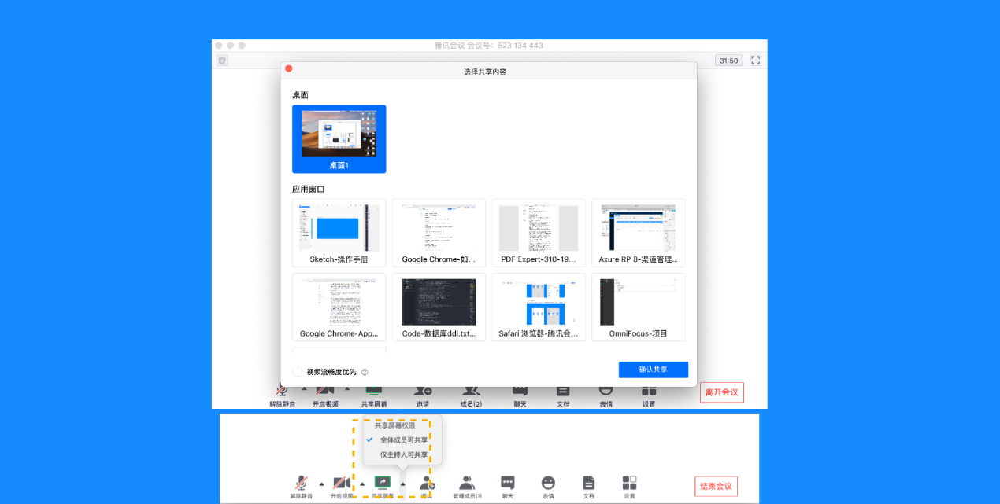 腾讯会议 会议号：523 134 443
31:50
选择共享内容
桌面
桌面1
应用窗口
Sketch-操作手册
Google Chrome-如...
PDF Expert-310-19...
Axure RP 8-渠道管理...
Google Chrome-App...
Code-数据库ddl.txt...
Safari 浏览器-腾讯会...
OmniFocus-项目
视频流畅度优先
确认共享
解除静音 开启视频 共享屏幕 邀请 成员(2) 聊天 文档 表情 设置 离开会议
共享屏幕权限
全体成员可共享
仅主持人可共享
解除静音 开启视频 共享屏幕 邀请 管理成员(1) 聊天 表情 文档 设置 结束会议